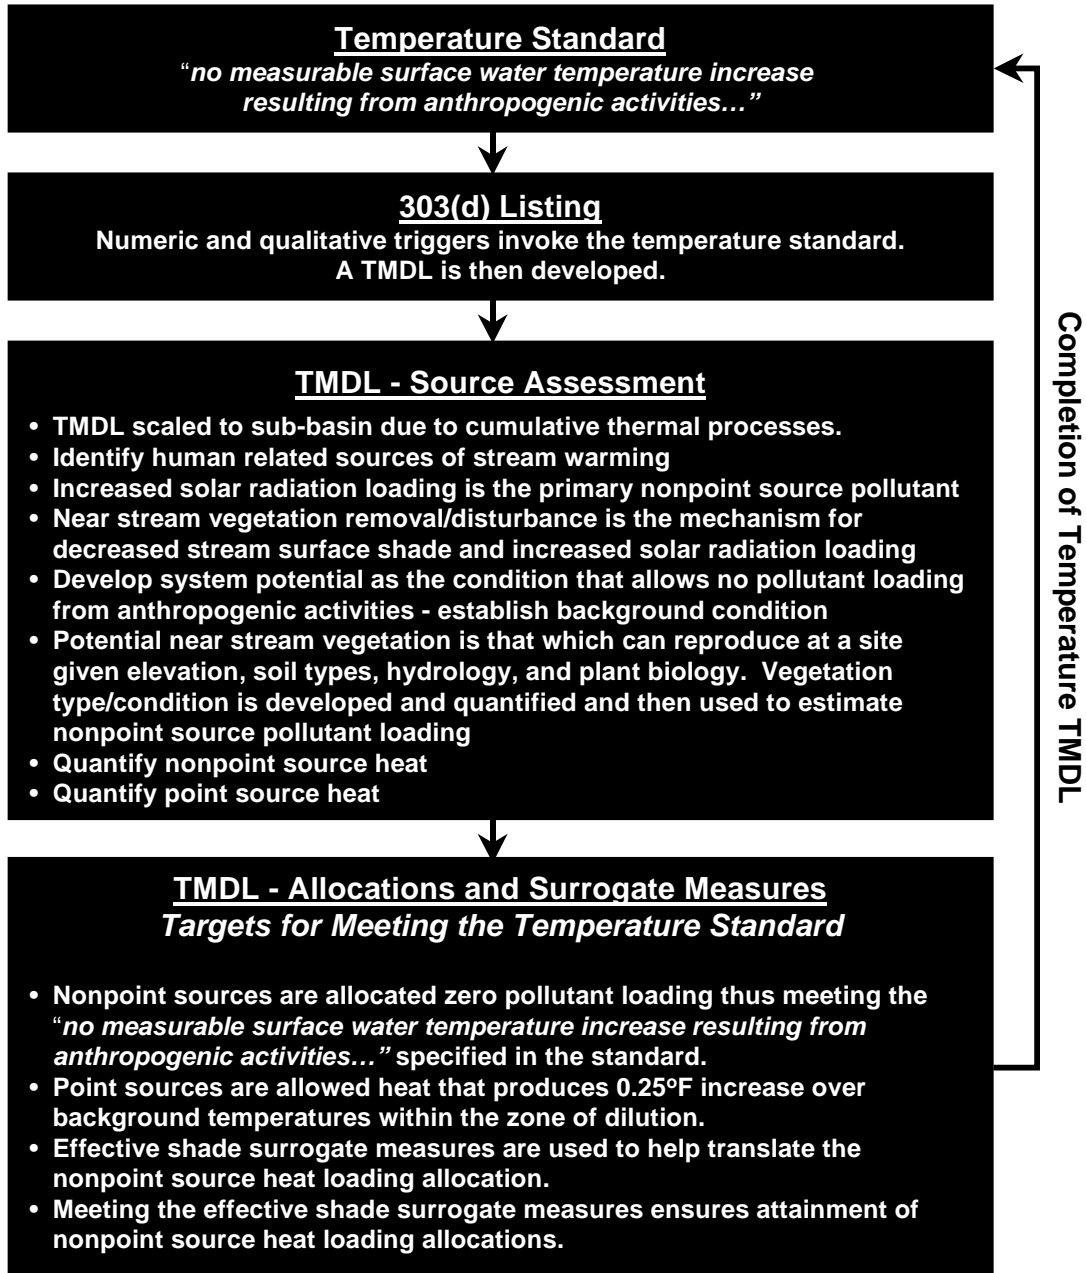 Temperature Standard
“no measurable surface water temperature increase
resulting from anthropogenic activities…”
303(d) Listing
Numeric and qualitative triggers invoke the temperature standard.
A TMDL is then developed.
TMDL - Source Assessment
• TMDL scaled to sub-basin due to cumulative thermal processes.
• Identify human related sources of stream warming
• Increased solar radiation loading is the primary nonpoint source pollutant
• Near stream vegetation removal/disturbance is the mechanism for
decreased stream surface shade and increased solar radiation loading
• Develop system potential as the condition that allows no pollutant loading
from anthropogenic activities - establish background condition
• Potential near stream vegetation is that which can reproduce at a site
given elevation, soil types, hydrology, and plant biology.  Vegetation
type/condition is developed and quantified and then used to estimate
nonpoint source pollutant loading
• Quantify nonpoint source heat
• Quantify point source heat
TMDL - Allocations and Surrogate Measures
Targets for Meeting the Temperature Standard
• Nonpoint sources are allocated zero pollutant loading thus meeting the
“no measurable surface water temperature increase resulting from
anthropogenic activities…” specified in the standard.
• Point sources are allowed heat that produces 0.25°F increase over
background temperatures within the zone of dilution.
• Effective shade surrogate measures are used to help translate the
nonpoint source heat loading allocation.
• Meeting the effective shade surrogate measures ensures attainment of
nonpoint source heat loading allocations.
Completion of Temperature TMDL